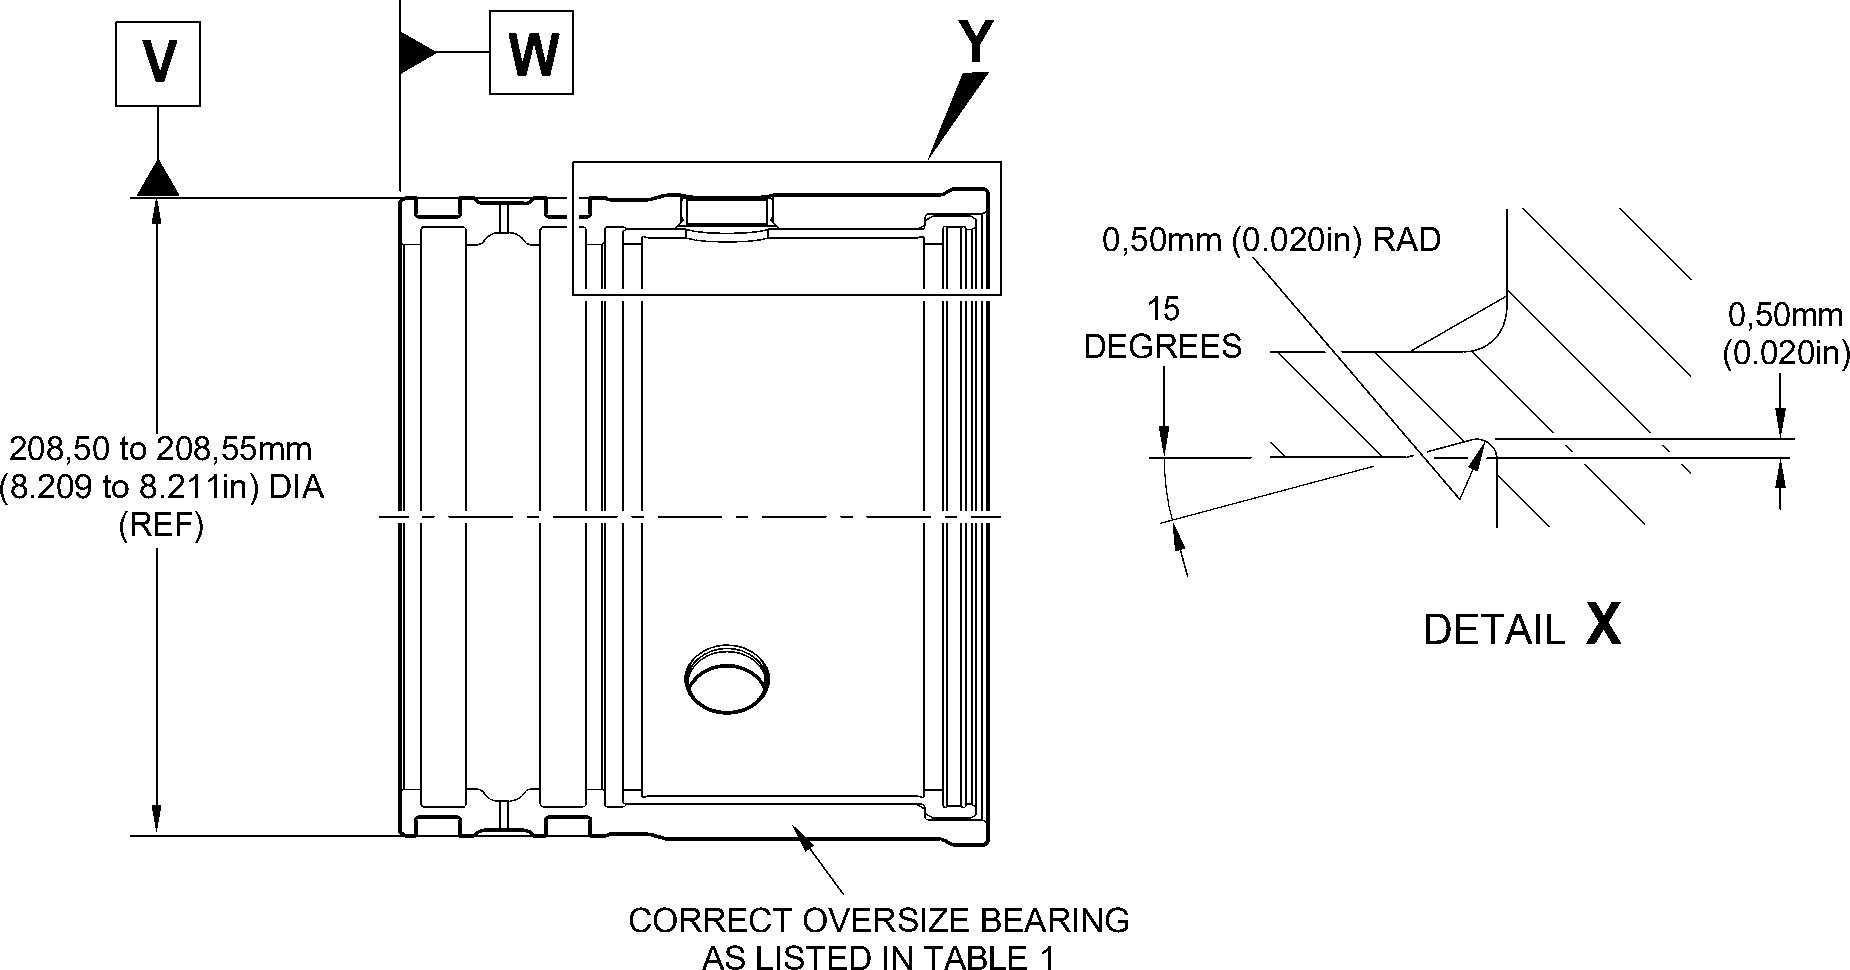 V
W
Y
208,50 to 208,55mm
(8.209 to 8.211in) DIA
(REF)
CORRECT OVERSIZE BEARING
AS LISTED IN TABLE 1
0,50mm (0.020in) RAD
15
DEGREES
0,50mm
(0.020in)
DETAIL X